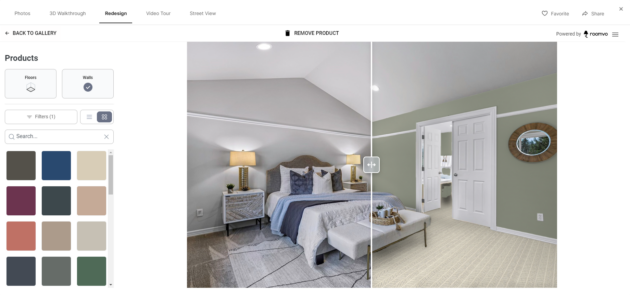 Photos 3D Walkthrough Redesign Video Tour Street View Favorite Share
BACK TO GALLERY REMOVE PRODUCT Powered by roomvo
Products
Floors Walls
Filters (1)
Search...